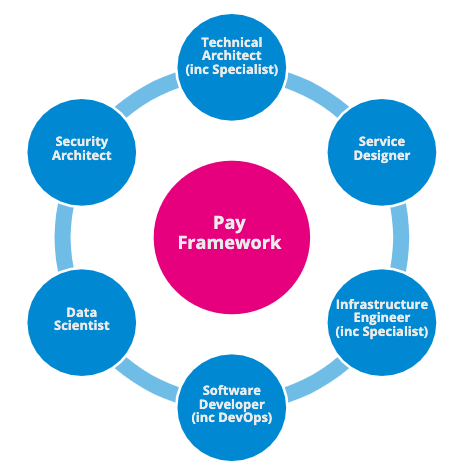 Technical
Architect
(inc Specialist)
Service
Designer
Infrastructure
Engineer
(inc Specialist)
Software
Developer
(inc DevOps)
Data
Scientist
Security
Architect
Pay
Framework